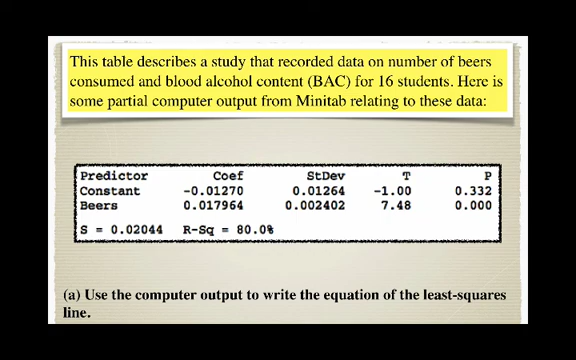 This table describes a study that recorded data on number of beers
consumed and blood alcohol content (BAC) for 16 students. Here is
some partial computer output from Minitab relating to these data:
Predictor Coef StDev T P
Constant -0.01270 0.01264 -1.00 0.332
Beers 0.017964 0.002402 7.48 0.000
S = 0.02044 R-Sq = 80.0%
(a) Use the computer output to write the equation of the least-squares
line.